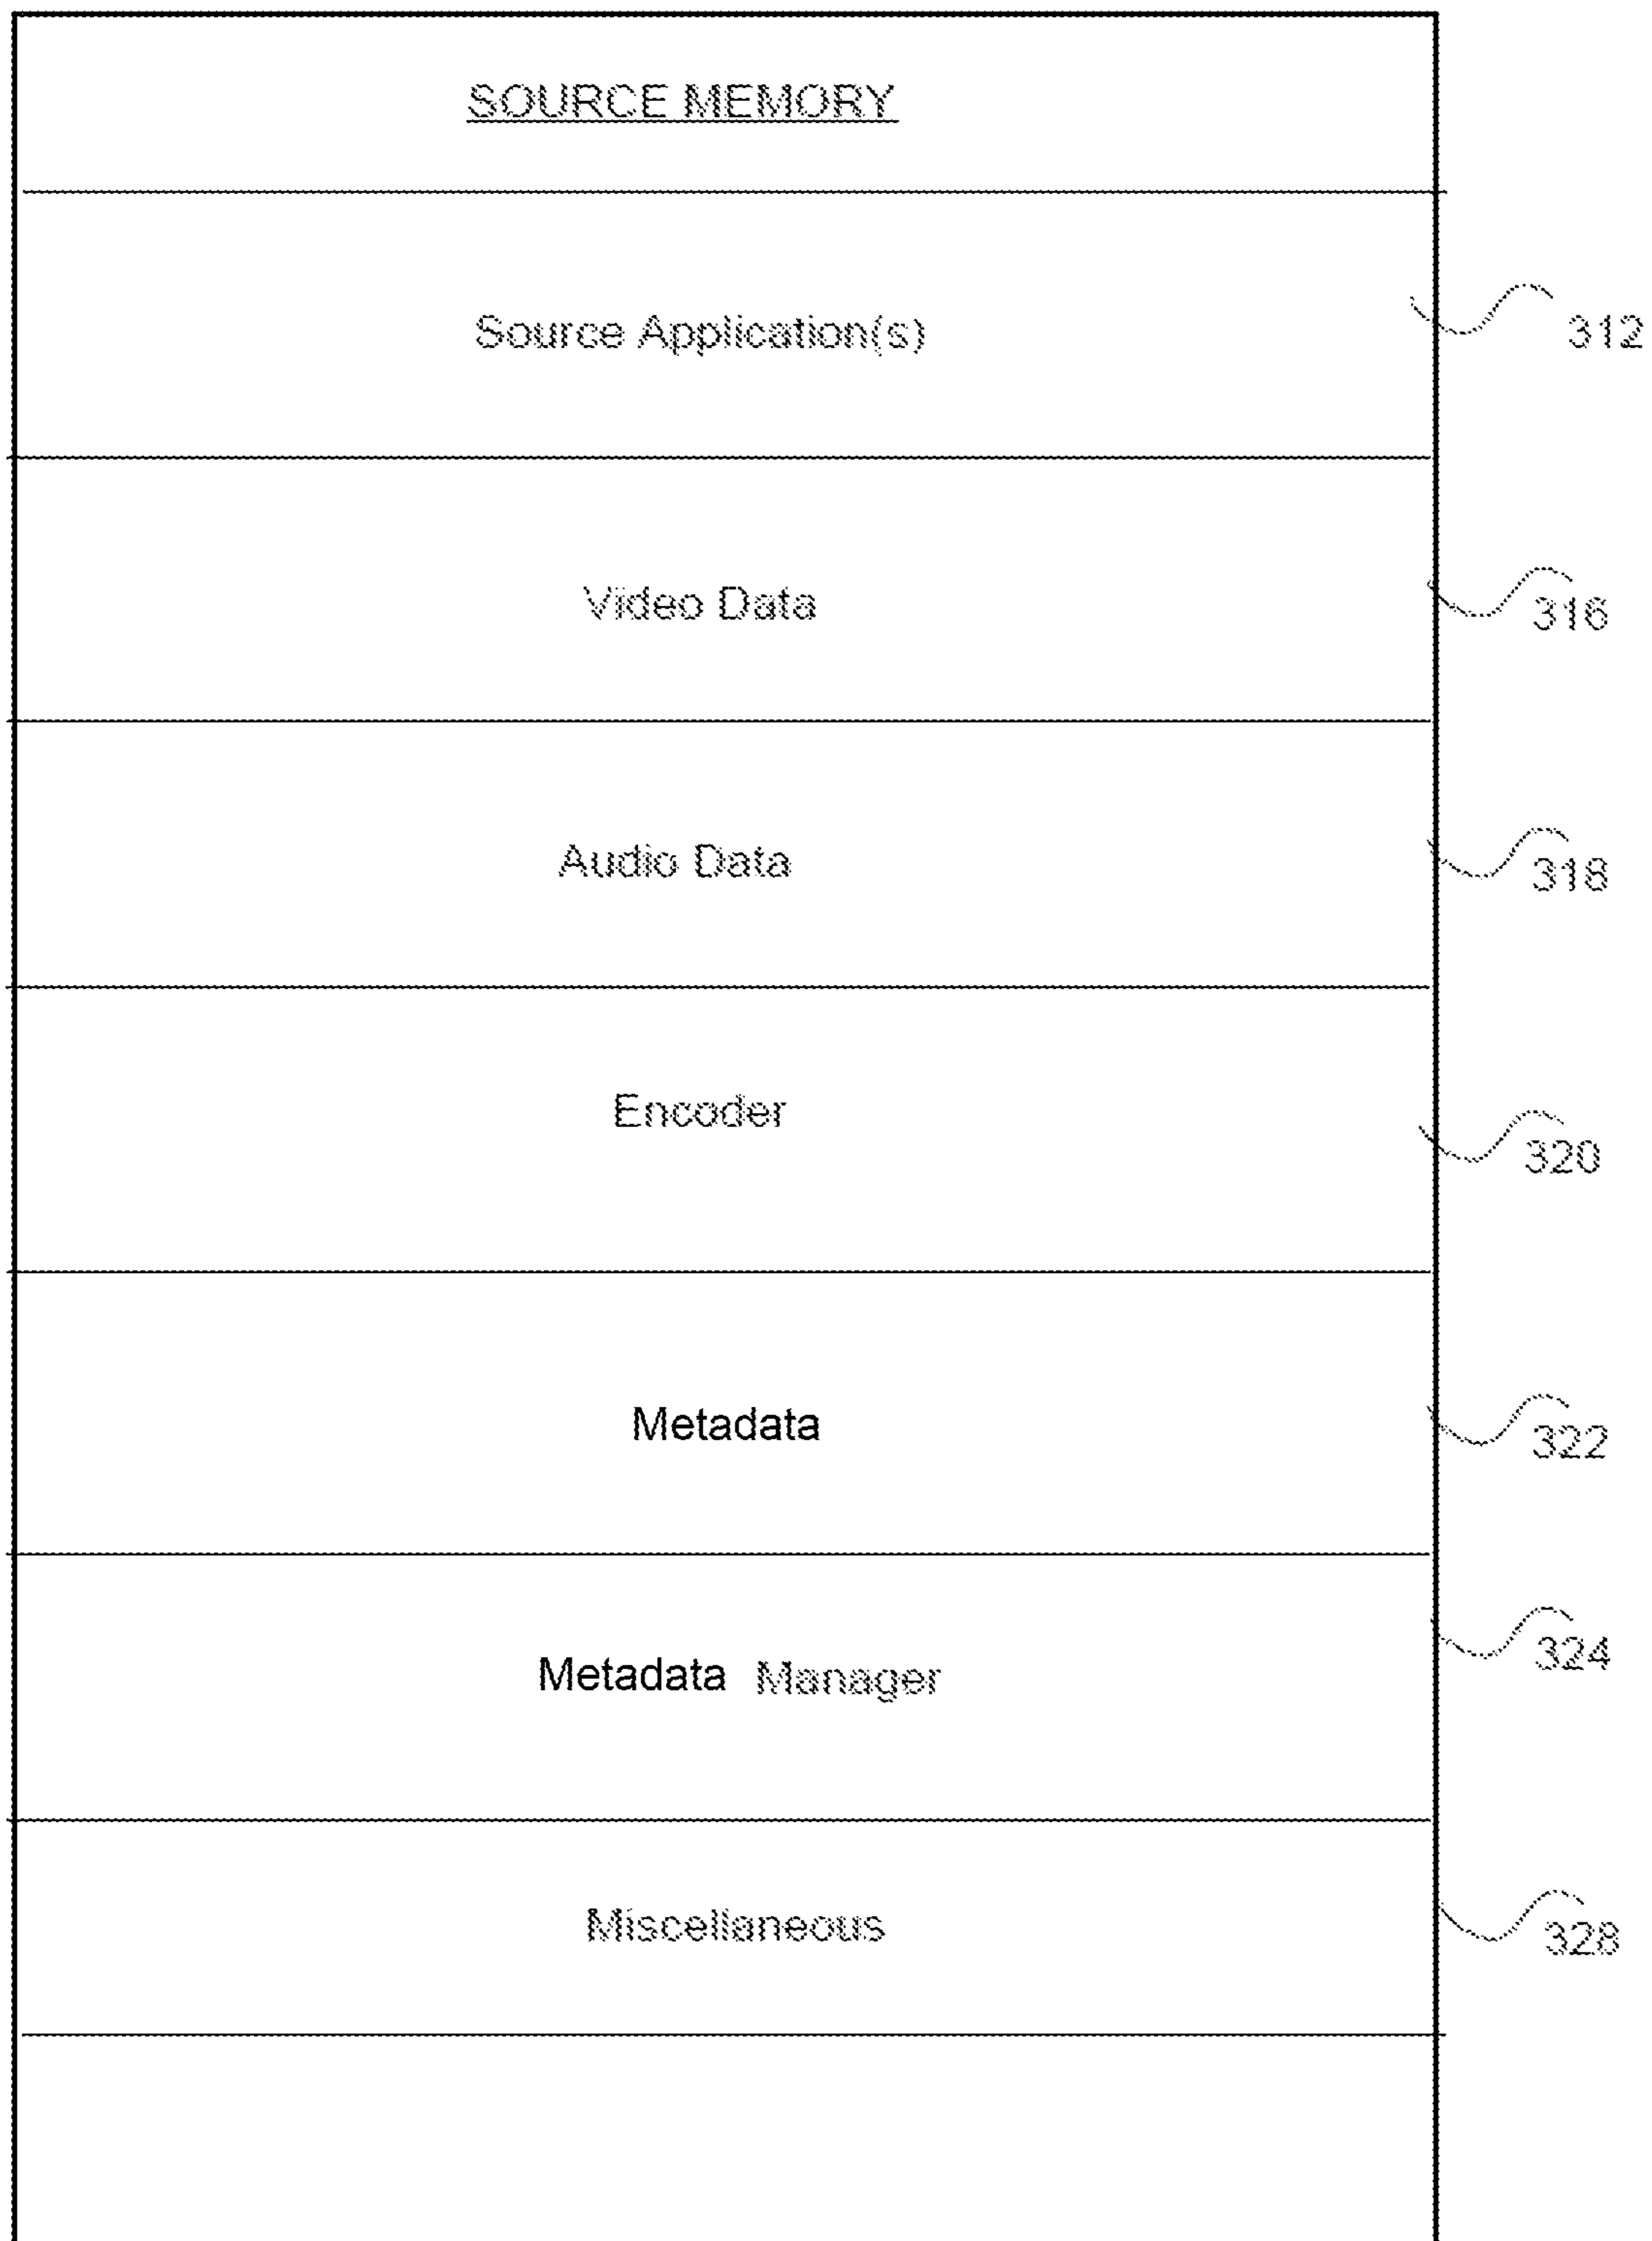 SOURCE MEMORY
Source Application(s)
312
Video Data
316
Audio Data
318
Encoder
320
Metadata
322
Metadata Manager
324
Miscellaneous
328